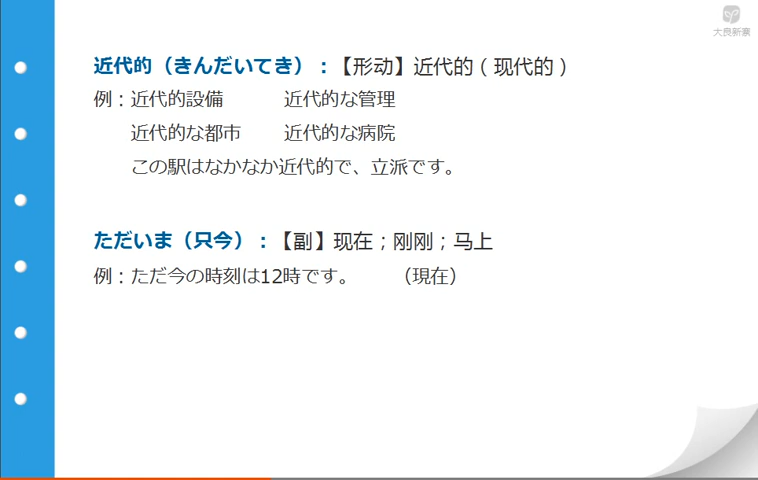 大良新寨
近代的（きんだいてき）：【形动】近代的（现代的）
例：近代的設備 近代的な管理
近代的な都市 近代的な病院
この駅はなかなか近代的で、立派です。
ただいま（只今）：【副】现在；刚刚；马上
例：ただ今の時刻は12時です。 （現在）